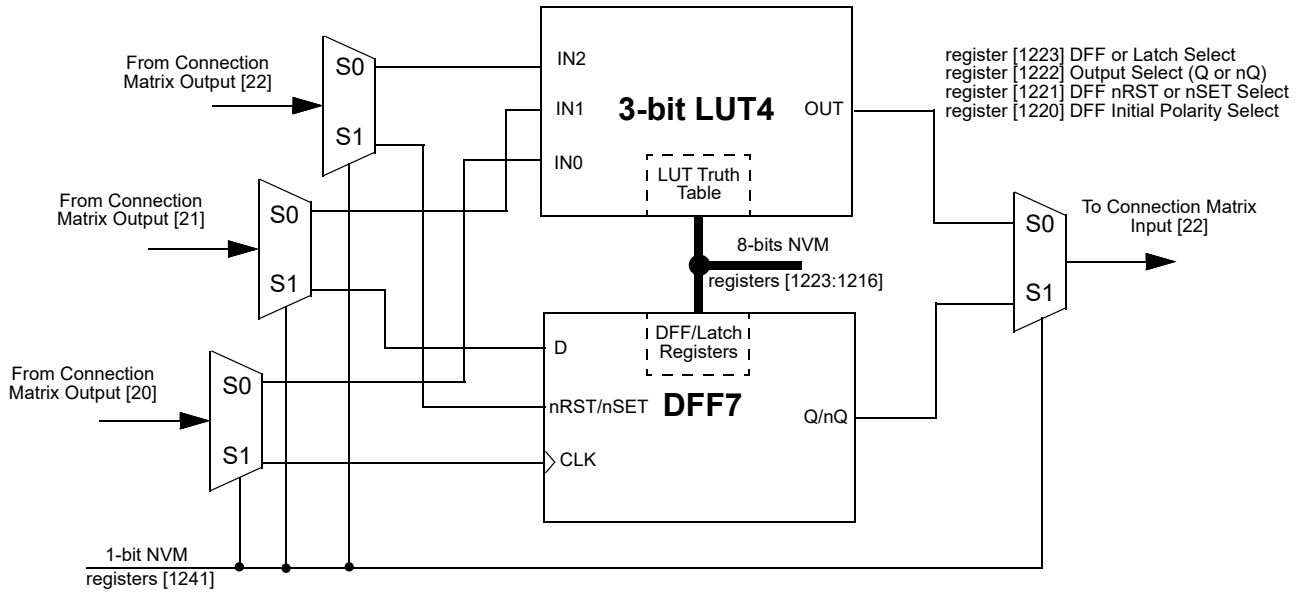 From Connection
Matrix Output [22]
S0
S1
IN2
IN1
IN0
3-bit LUT4
OUT
LUT Truth
Table
register [1223] DFF or Latch Select
register [1222] Output Select (Q or nQ)
register [1221] DFF nRST or nSET Select
register [1220] DFF Initial Polarity Select
From Connection
Matrix Output [21]
S0
S1
8-bits NVM
registers [1223:1216]
S0
S1
To Connection Matrix
Input [22]
From Connection
Matrix Output [20]
S0
S1
D
nRST/nSET
CLK
DFF/Latch
Registers
DFF7
Q/nQ
1-bit NVM
registers [1241]